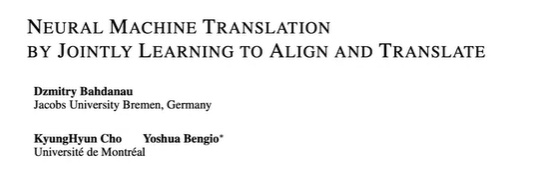 NEURAL MACHINE TRANSLATION
BY JOINTLY LEARNING TO ALIGN AND TRANSLATE
Dzmitry Bahdanau
Jacobs University Bremen, Germany
KyungHyun Cho Yoshua Bengio*
Université de Montréal